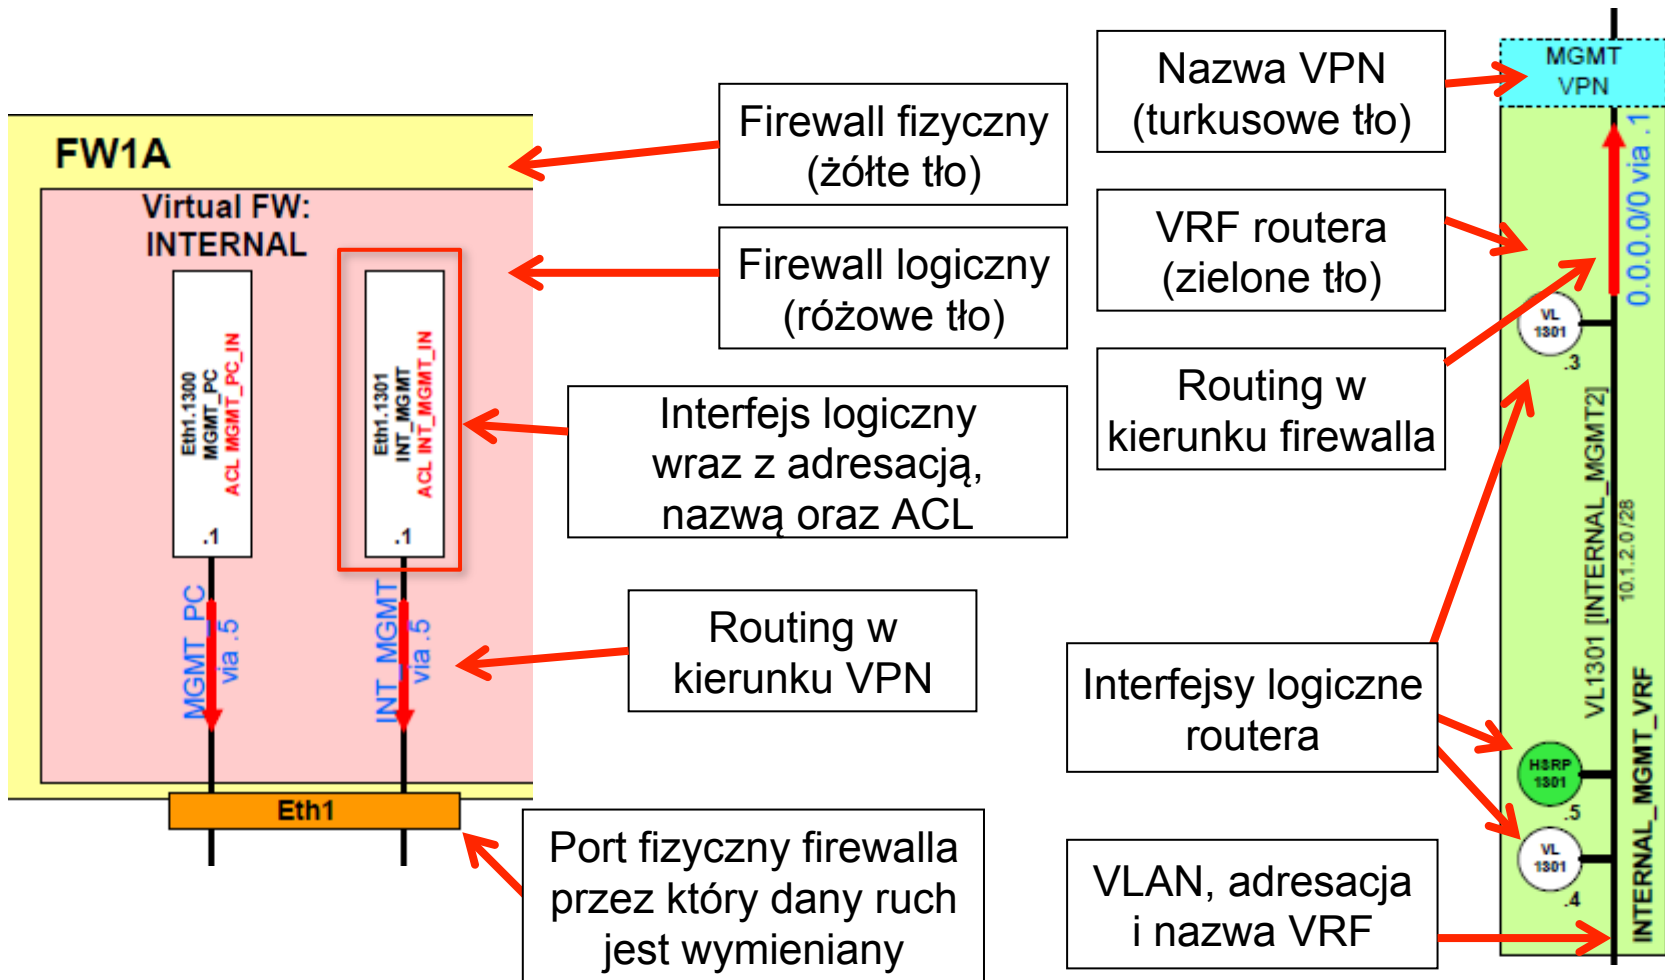 FW1A
Virtual FW:
INTERNAL
Eth1.1300
MGMT_PC
ACL MGMT_PC_IN
.1
Eth1.1301
INT_MGMT
ACL INT_MGMT_IN
.1
MGMT_PC
via .5
INT_MGMT
via .5
Eth1
Firewall fizyczny
(żółte tło)
Firewall logiczny
(różowe tło)
Interfejs logiczny
wraz z adresacją,
nazwą oraz ACL
Routing w
kierunku VPN
Port fizyczny firewalla
przez który dany ruch
jest wymieniany
Nazwa VPN
(turkusowe tło)
VRF routera
(zielone tło)
Routing w
kierunku firewalla
Interfejsy logiczne
routera
VLAN, adresacja
i nazwa VRF
MGMT
VPN
0.0.0.0/0 via .1
VL
1301
.3
VL1301 [INTERNAL_MGMT2]
10.1.2.0/28
HSRP
1301
.5
VL
1301
.4
INTERNAL_MGMT_VRF